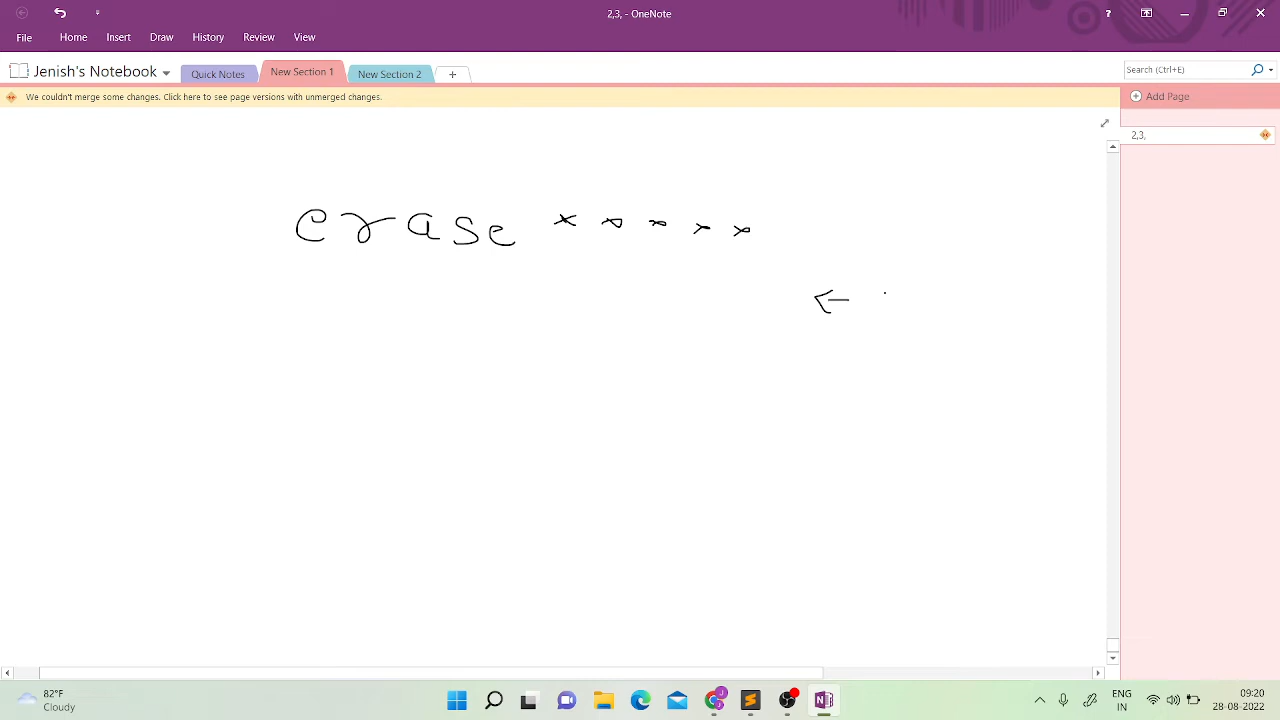 2,3, - OneNote
File Home Insert Draw History Review View
Jenish's Notebook Quick Notes New Section 1 New Section 2 + Search (Ctrl+E)
We couldn't merge some changes. Click here to see page versions with unmerged changes. Add Page
2,3,
erase * * * * *
←
82°F ENG 09:20
Cloudy IN 28-08-2022